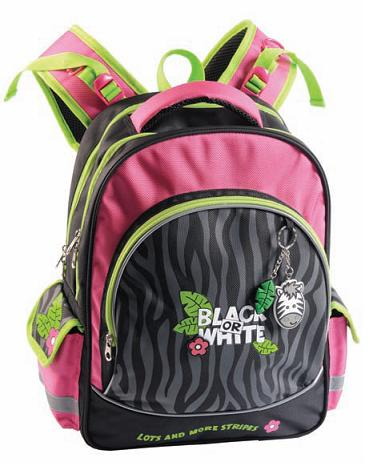 BLACK
OR
WHITE
LOTS AND MORE STRIPES